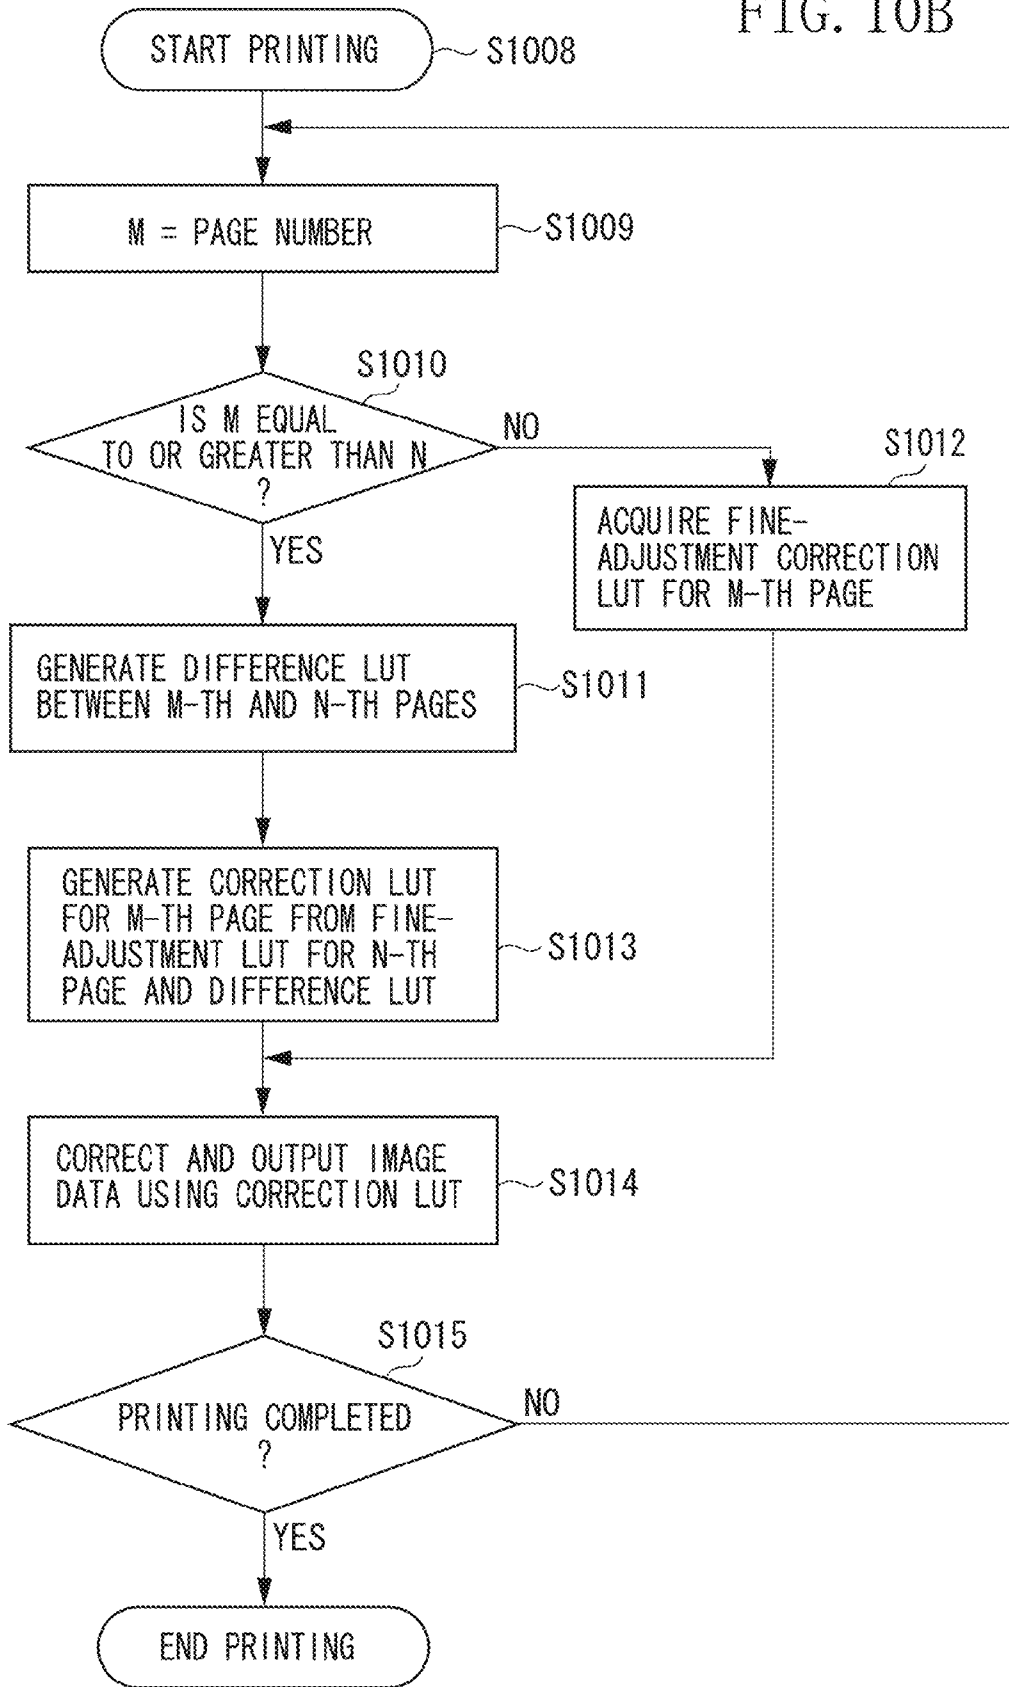 FIG. 10B
START PRINTING
S1008
M = PAGE NUMBER
S1009
S1010
IS M EQUAL
TO OR GREATER THAN N
?
NO
YES
S1012
ACQUIRE FINE-
ADJUSTMENT CORRECTION
LUT FOR M-TH PAGE
GENERATE DIFFERENCE LUT
BETWEEN M-TH AND N-TH PAGES
S1011
GENERATE CORRECTION LUT
FOR M-TH PAGE FROM FINE-
ADJUSTMENT LUT FOR N-TH
PAGE AND DIFFERENCE LUT
S1013
CORRECT AND OUTPUT IMAGE
DATA USING CORRECTION LUT
S1014
S1015
PRINTING COMPLETED
?
NO
YES
END PRINTING